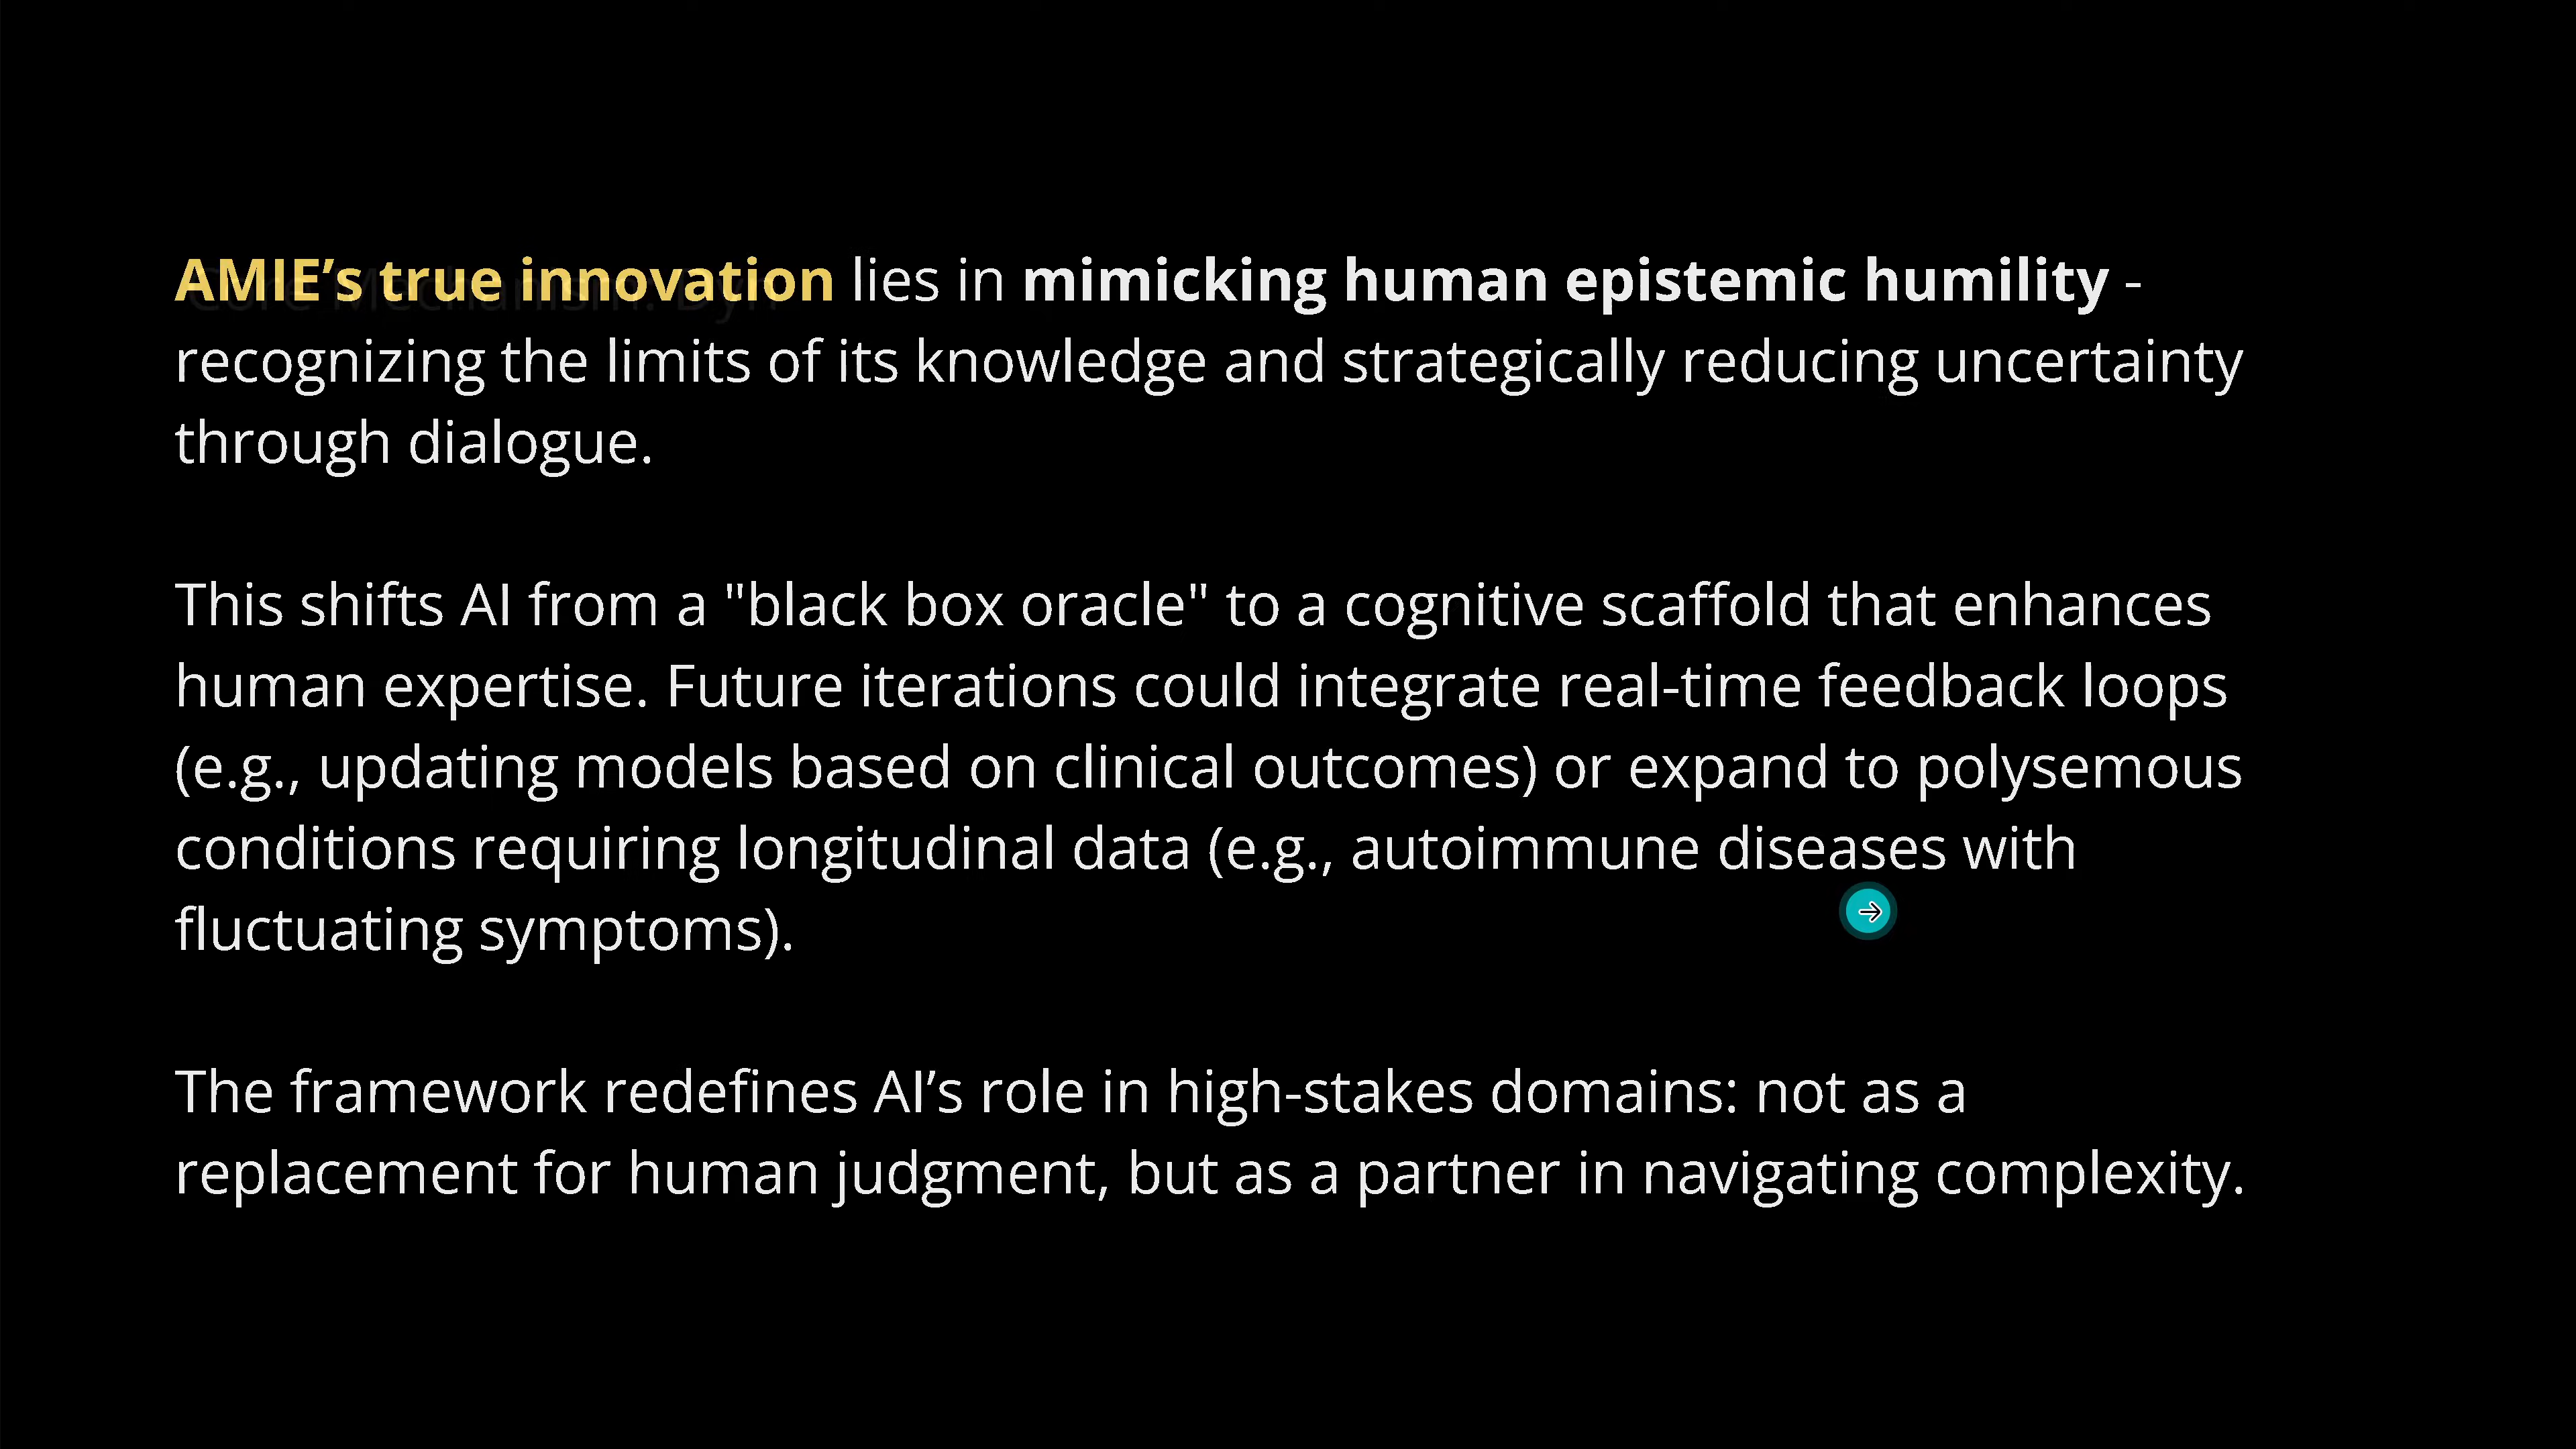 AMIE’s true innovation lies in mimicking human epistemic humility -
recognizing the limits of its knowledge and strategically reducing uncertainty
through dialogue.
This shifts AI from a "black box oracle" to a cognitive scaffold that enhances
human expertise. Future iterations could integrate real-time feedback loops
(e.g., updating models based on clinical outcomes) or expand to polysemous
conditions requiring longitudinal data (e.g., autoimmune diseases with
fluctuating symptoms).
The framework redefines AI’s role in high-stakes domains: not as a
replacement for human judgment, but as a partner in navigating complexity.